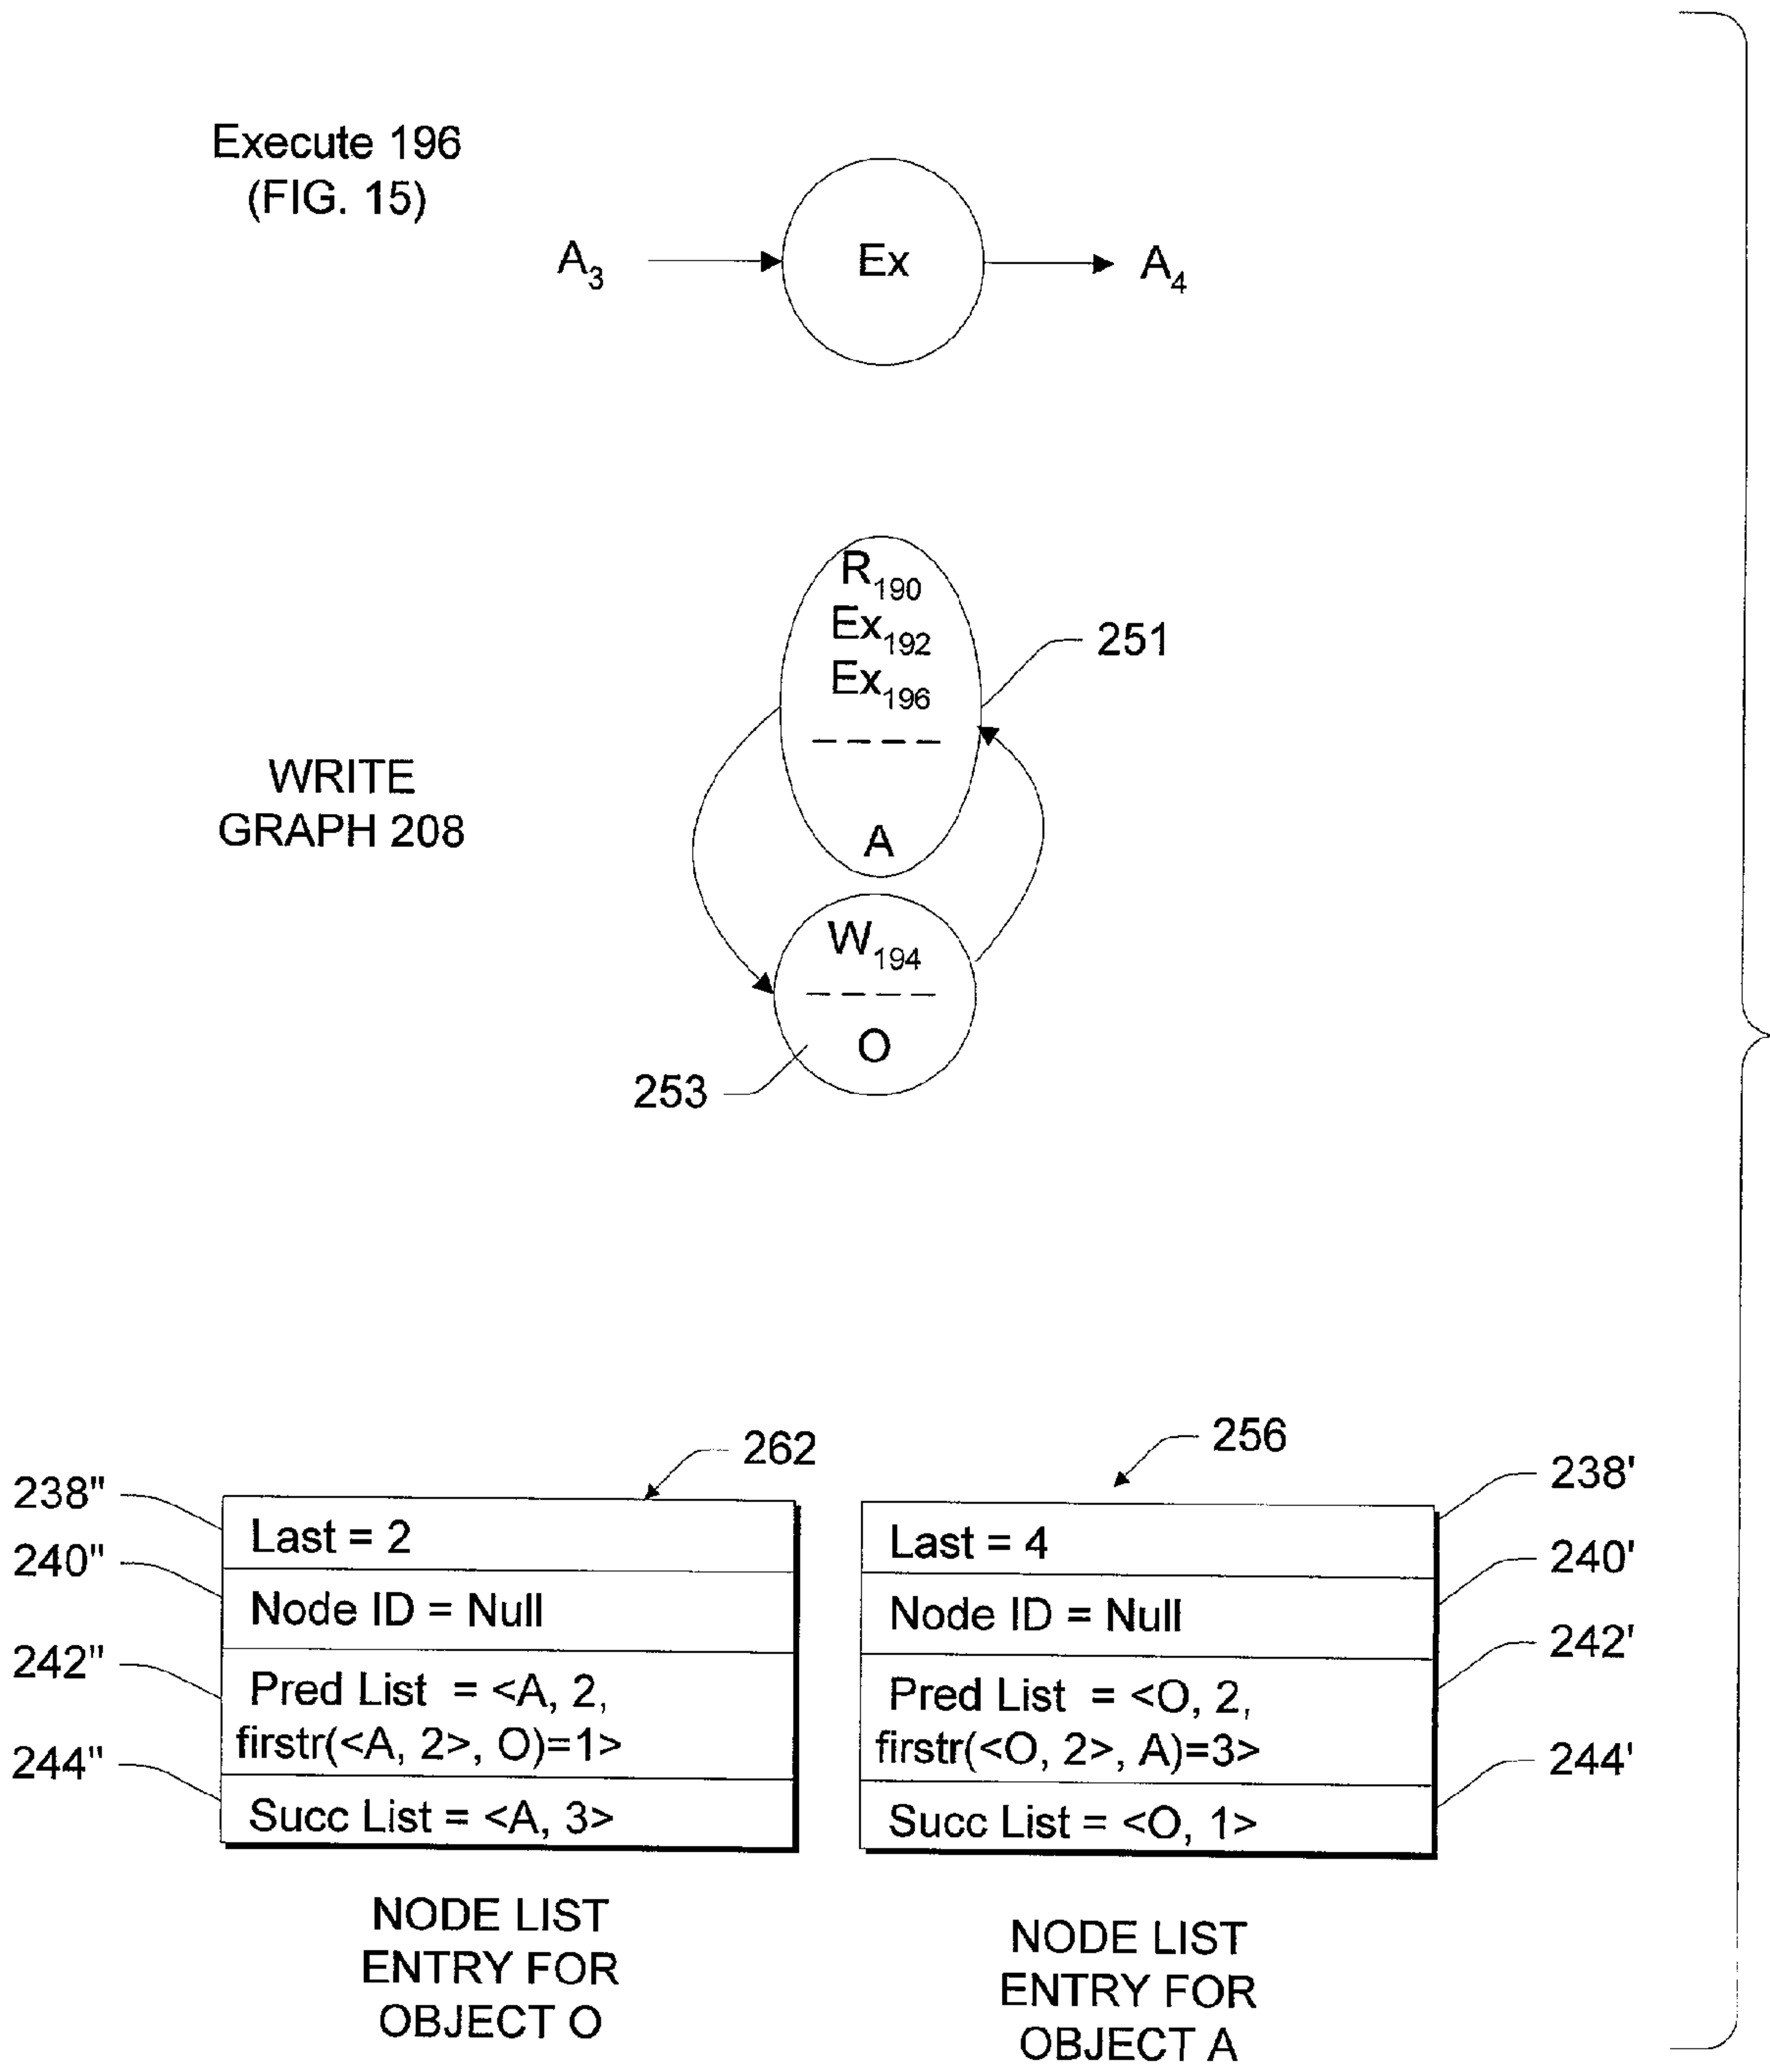 Execute 196
(FIG. 15)
A3
Ex
A4
R190
Ex192
Ex196
251
WRITE
GRAPH 208
A
W194
O
253
262
256
238"
Last = 2
Last = 4
238'
240"
Node ID = Null
Node ID = Null
240'
242"
Pred List = <A, 2,
firstr(<A, 2>, O)=1>
Pred List = <O, 2,
firstr(<O, 2>, A)=3>
242'
244"
Succ List = <A, 3>
Succ List = <O, 1>
244'
NODE LIST
ENTRY FOR
OBJECT O
NODE LIST
ENTRY FOR
OBJECT A